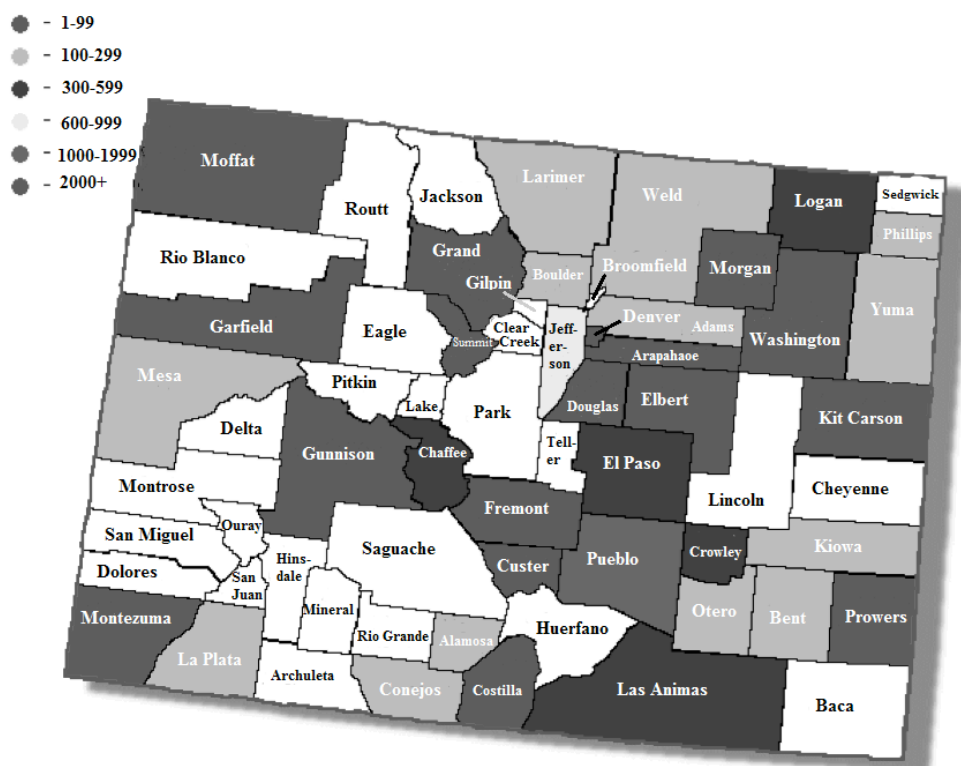 - 1-99
- 100-299
- 300-599
- 600-999
- 1000-1999
- 2000+
Moffat
Routt
Jackson
Larimer
Weld
Logan
Sedgwick
Phillips
Rio Blanco
Grand
Gilpin
Boulder
Broomfield
Morgan
Yuma
Garfield
Eagle
Summit
Clear
Creek
Jeff-
er-
son
Denver
Adams
Arapahoe
Washington
Mesa
Pitkin
Lake
Park
Douglas
Elbert
Kit Carson
Delta
Gunnison
Chaffee
Tell-
er
El Paso
Lincoln
Cheyenne
Montrose
Ouray
San Miguel
Hins-
dale
Saguache
Fremont
Custer
Pueblo
Crowley
Kiowa
Dolores
San
Juan
Mineral
Rio Grande
Alamosa
Huerfano
Otero
Bent
Prowers
Montezuma
La Plata
Archuleta
Conejos
Costilla
Las Animas
Baca